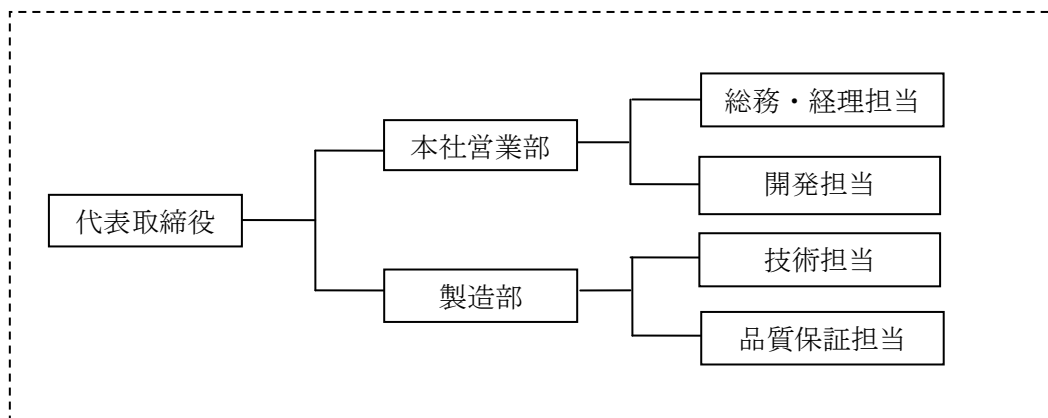 代表取締役
本社営業部
総務・経理担当
開発担当
製造部
技術担当
品質保証担当